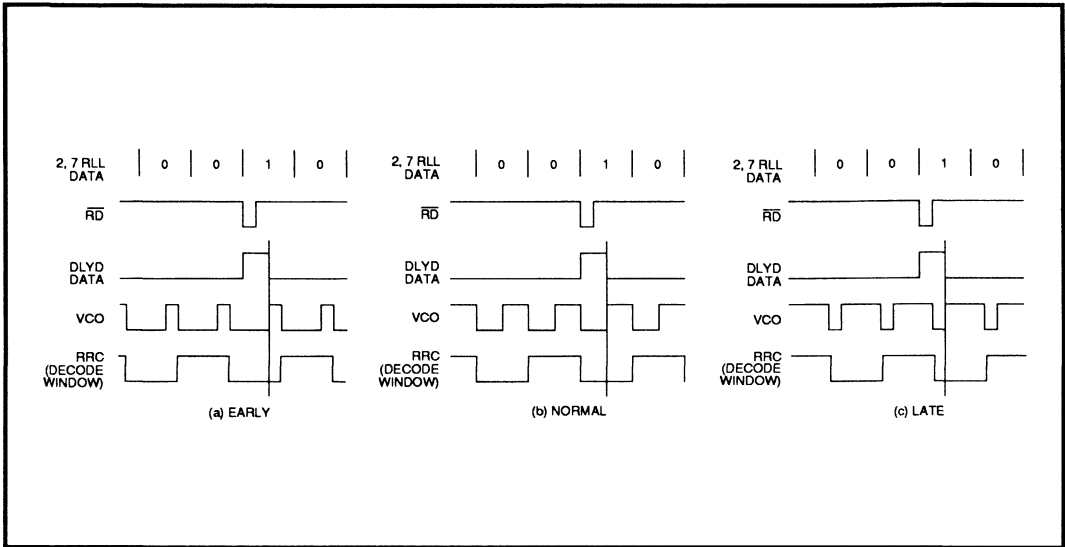 2, 7 RLL
DATA
0 0 1 0
RD
DLYD
DATA
VCO
RRC
(DECODE
WINDOW)
(a) EARLY
2, 7 RLL
DATA
0 0 1 0
RD
DLYD
DATA
VCO
RRC
(DECODE
WINDOW)
(b) NORMAL
2, 7 RLL
DATA
0 0 1 0
RD
DLYD
DATA
VCO
RRC
(DECODE
WINDOW)
(c) LATE